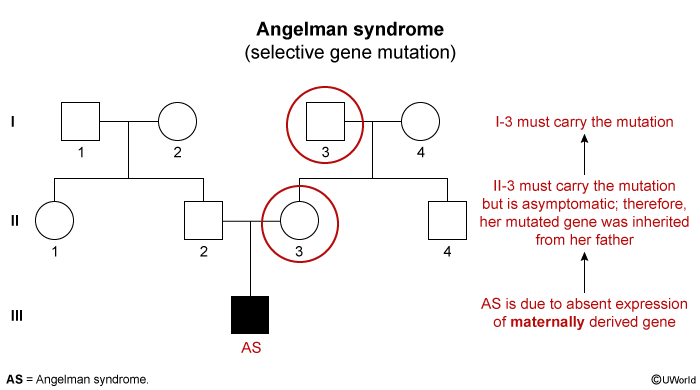 Angelman syndrome
(selective gene mutation)
I
1
2
3
4
I-3 must carry the mutation
II
1
2
3
4
II-3 must carry the mutation
but is asymptomatic; therefore,
her mutated gene was inherited
from her father
III
AS
AS is due to absent expression
of maternally derived gene
AS = Angelman syndrome.
©UWorld